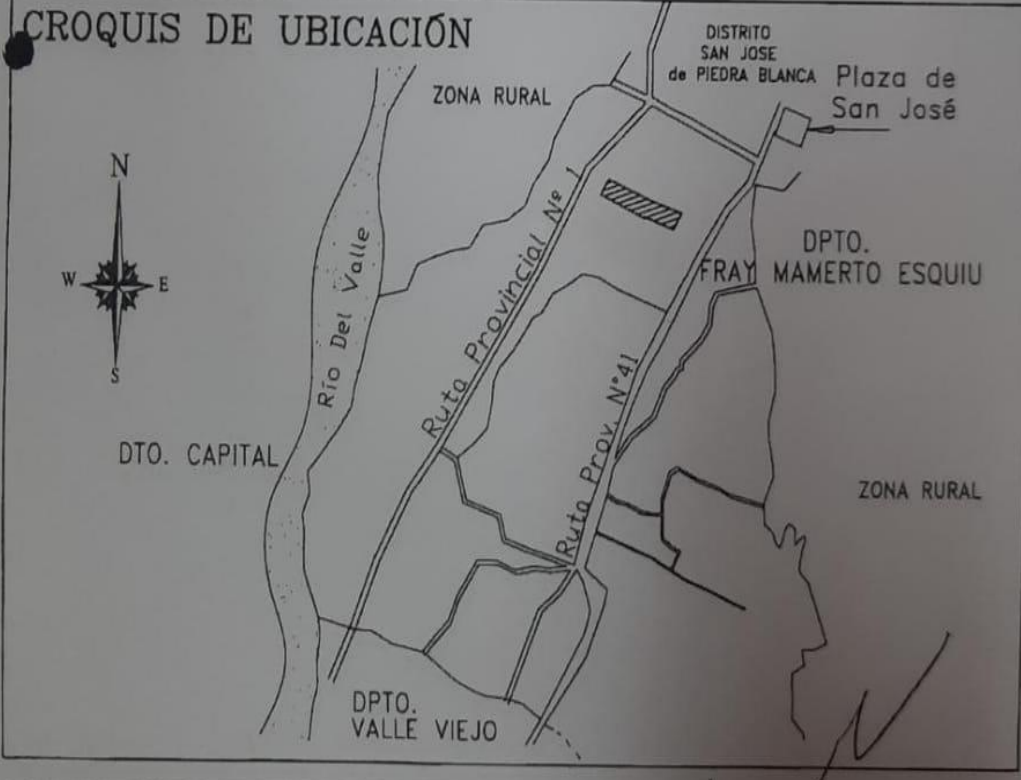 CROQUIS DE UBICACIÓN
DISTRITO
SAN JOSE
de PIEDRA BLANCA
Plaza de
San José
ZONA RURAL
N
W
E
S
Río Del Valle
Ruta Provincial Nº 1
DPTO.
FRAY MAMERTO ESQUIU
Ruta Prov. N°41
DTO. CAPITAL
ZONA RURAL
DPTO.
VALLE VIEJO